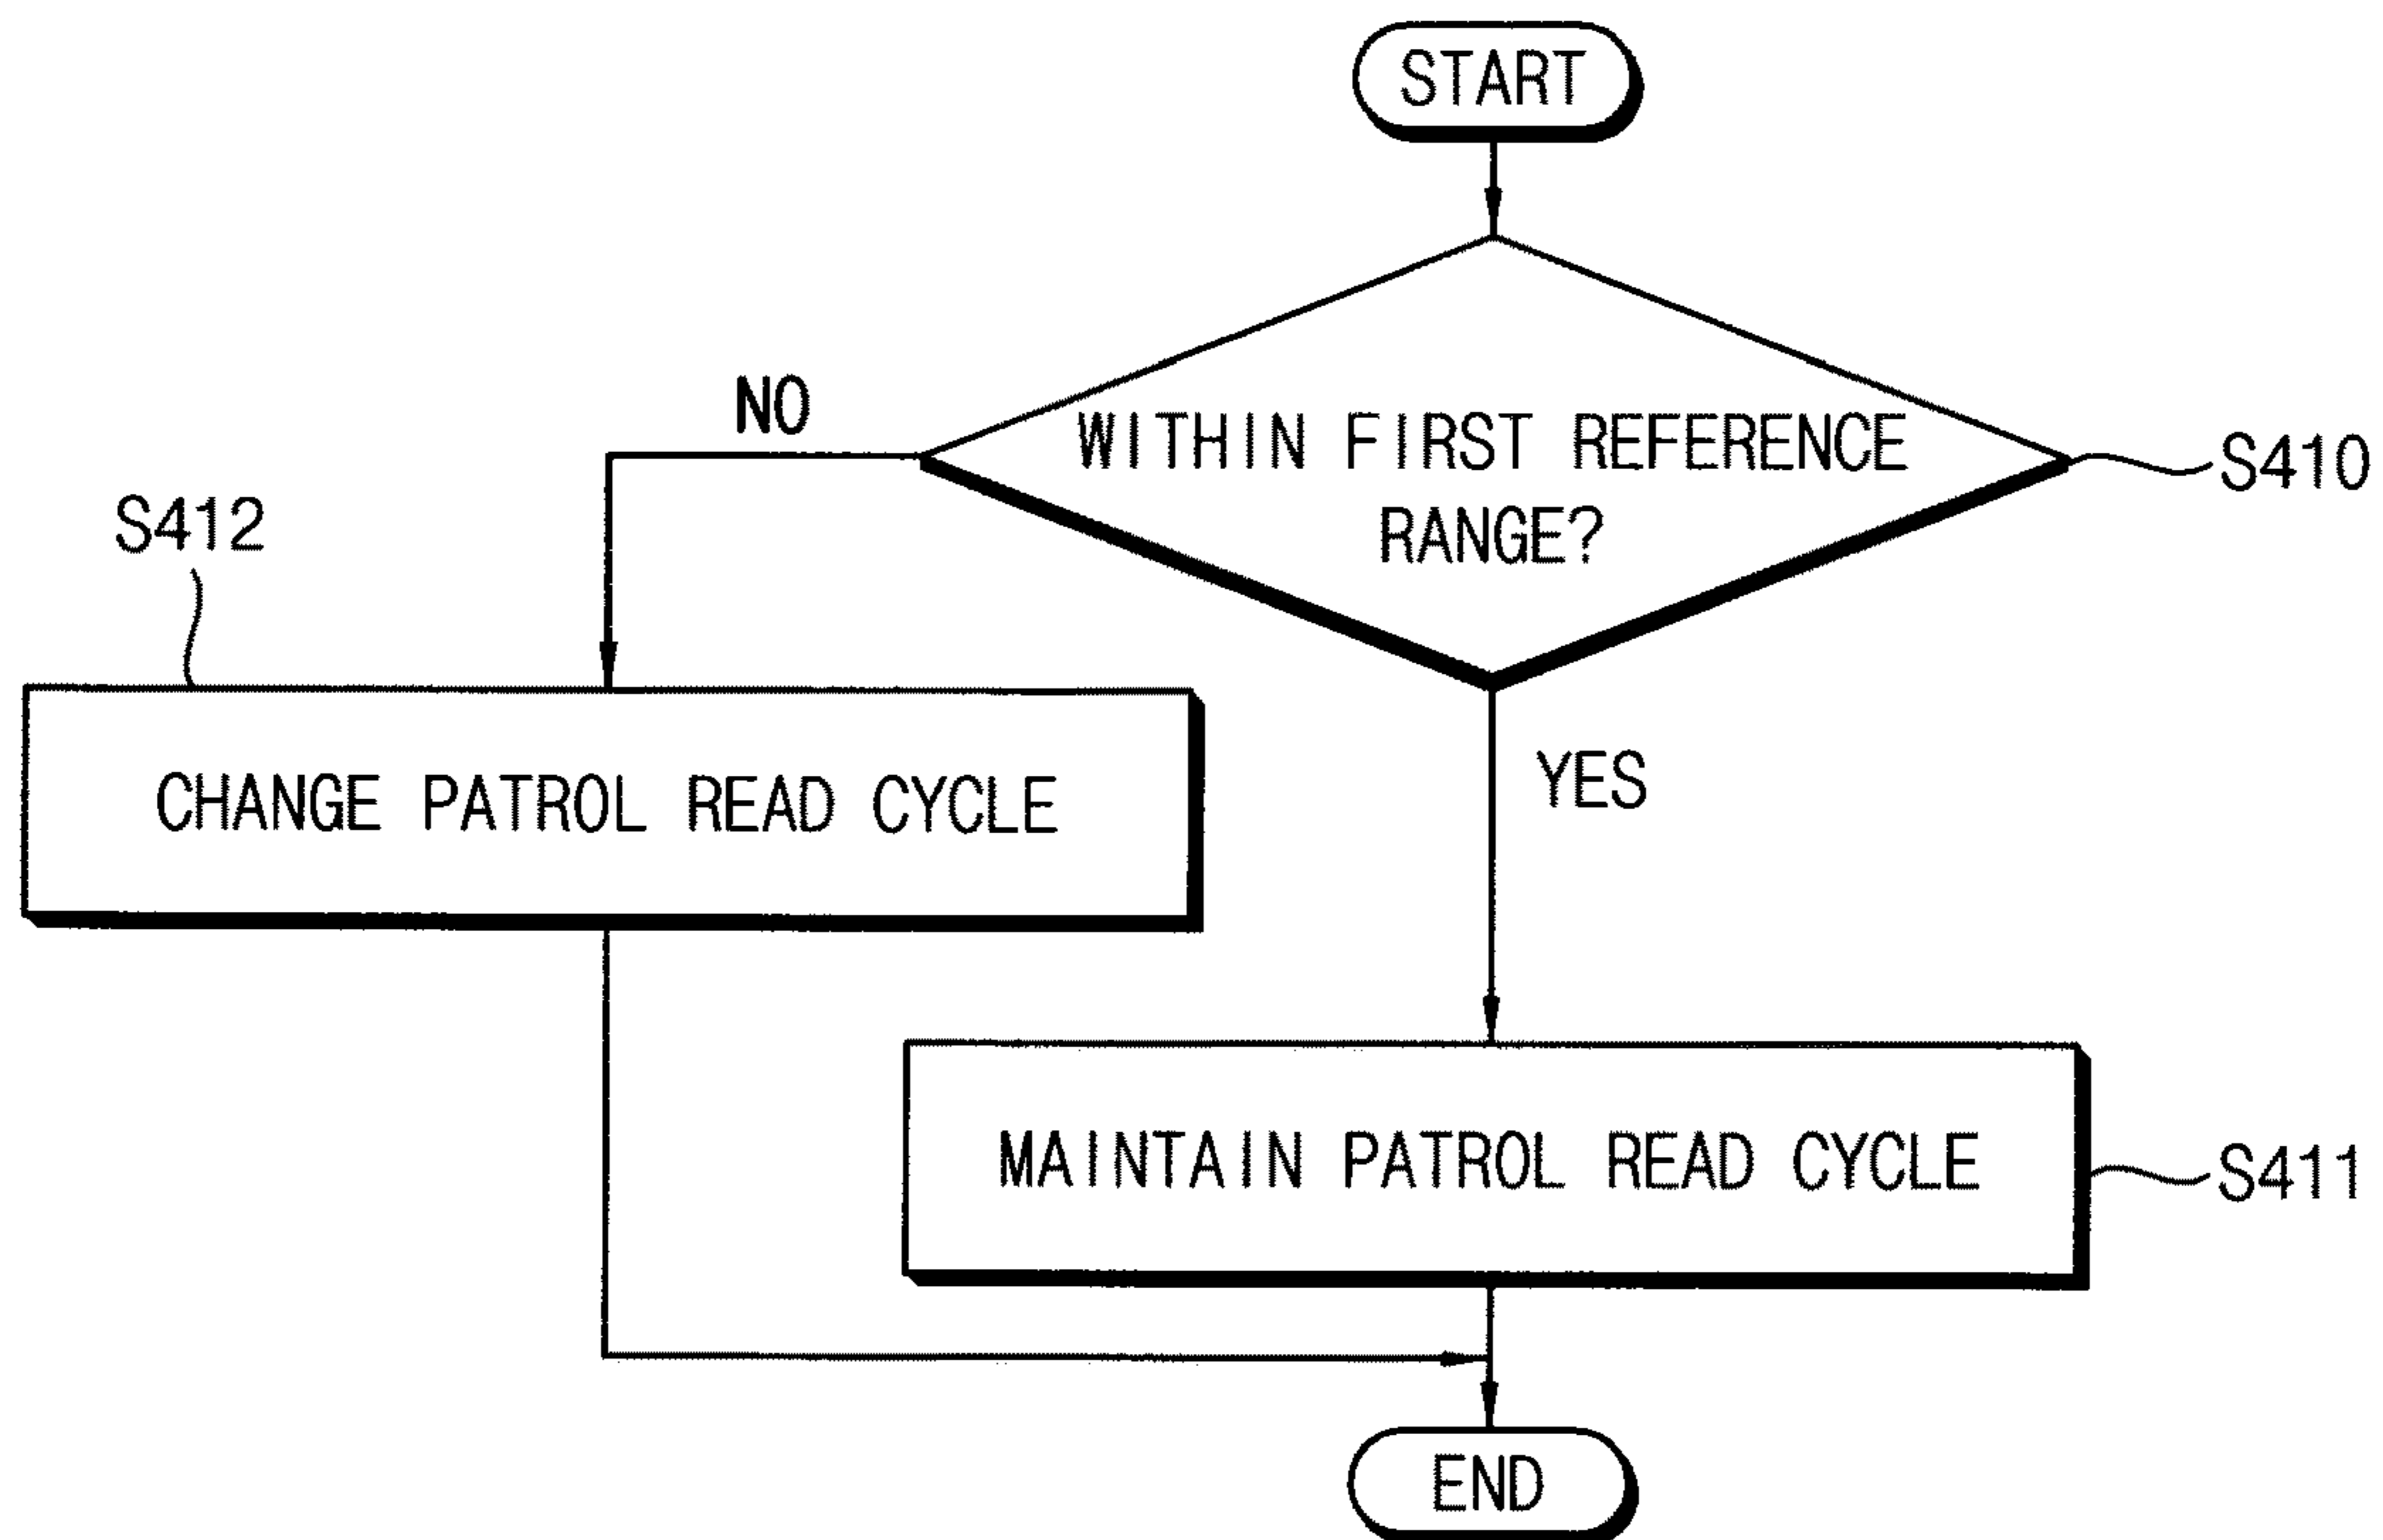 START
NO
WITHIN FIRST REFERENCE
RANGE?
S410
S412
CHANGE PATROL READ CYCLE
YES
MAINTAIN PATROL READ CYCLE
S411
END